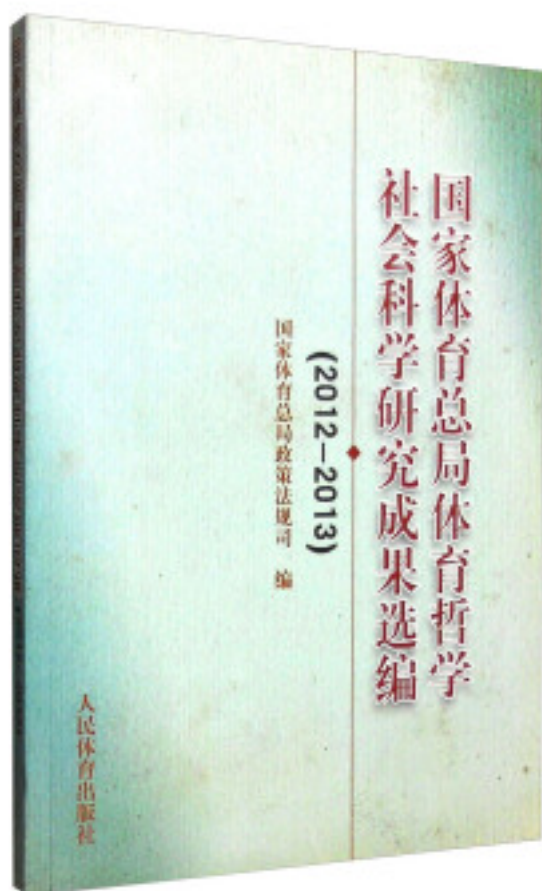 国家体育总局体育哲学
社会科学研究成果选编
(2012—2013)
国家体育总局政策法规司 编
人民体育出版社